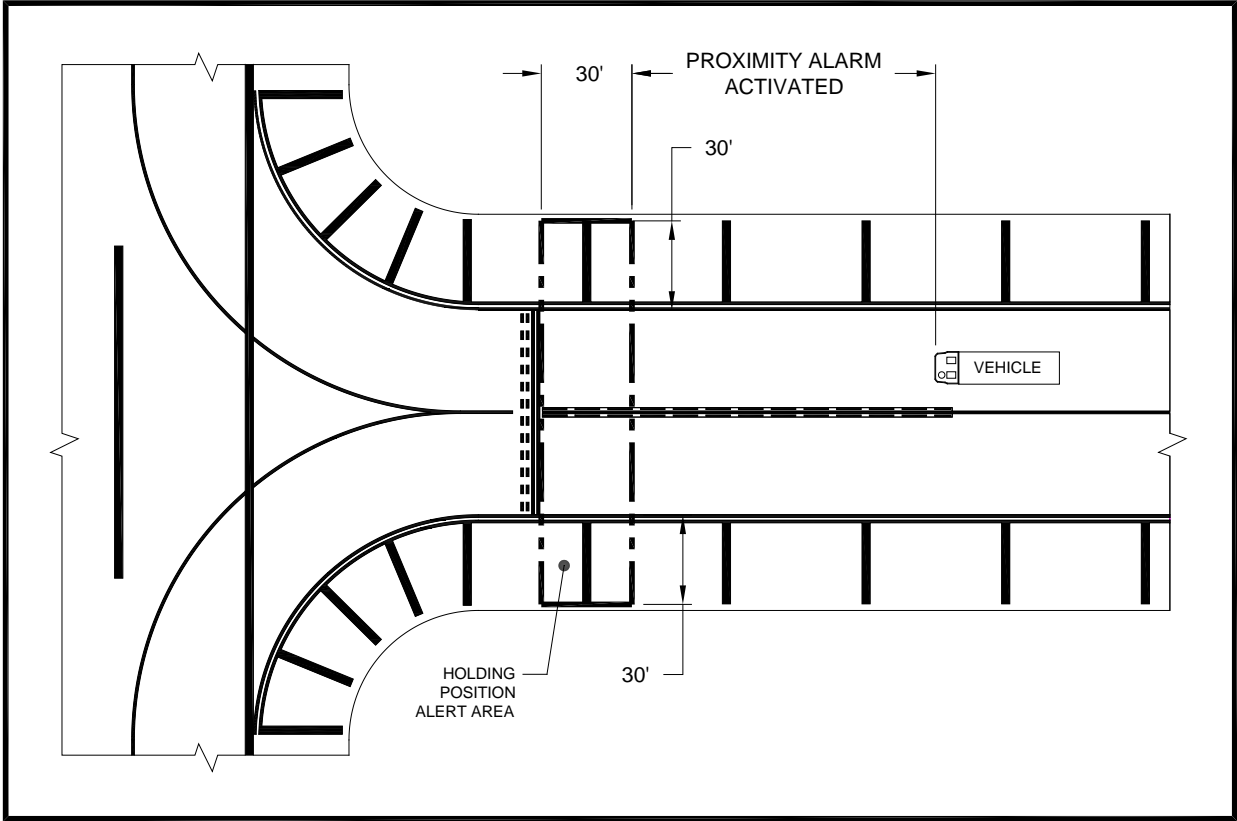 PROXIMITY ALARM
ACTIVATED
30'
30'
VEHICLE
HOLDING
POSITION
ALERT AREA
30'